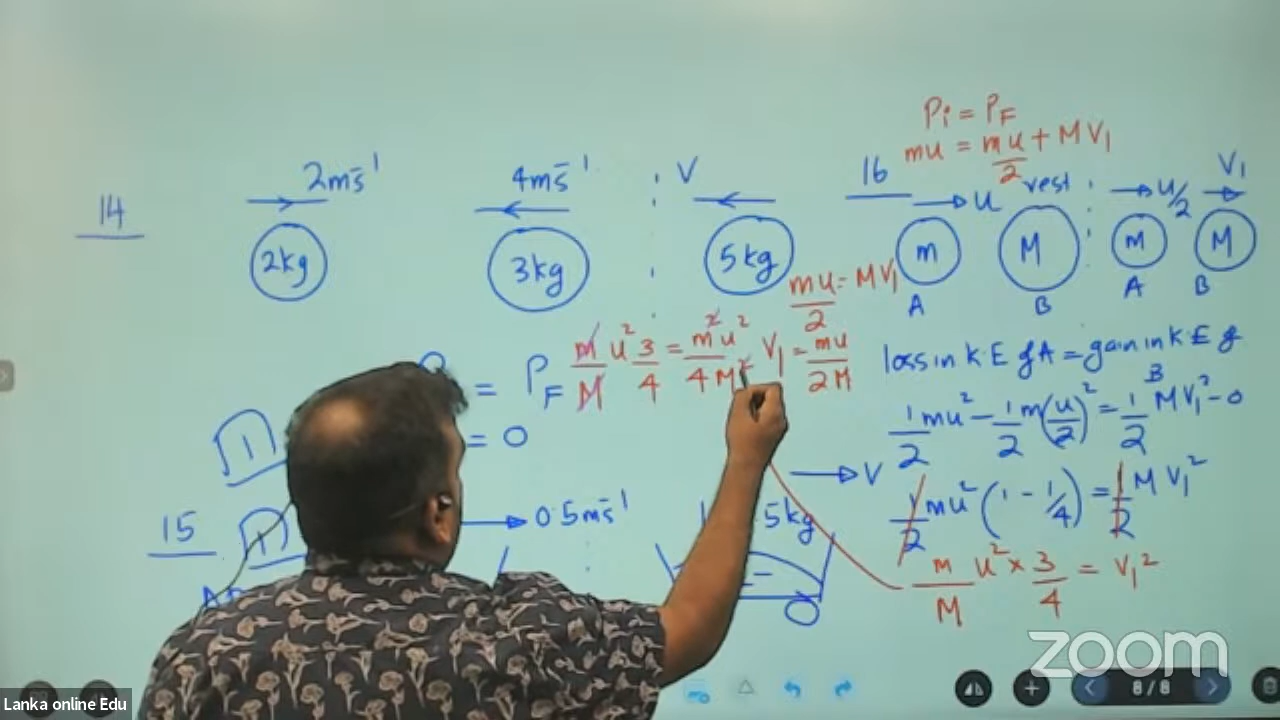 Pi = PF
mu = mu/2 + MV₁
14
2ms⁻¹
4ms⁻¹
V
16
u
rest
u/2
V₁
2kg
3kg
5kg
m
M
m
M
A
B
A
B
mu/2 = MV₁
PF
m/M u² 3/4 = m²u²/4M²
V₁ = mu/2M
loss in K.E of A = gain in K.E of B
1/2 mu² - 1/2 m(u/2)² = 1/2 MV₁² - 0
= 0
1
V
1/2 mu² (1 - 1/4) = 1/2 MV₁²
15
1
0.5ms⁻¹
5kg
m/M u² × 3/4 = V₁²
zoom
8/8
Lanka online Edu